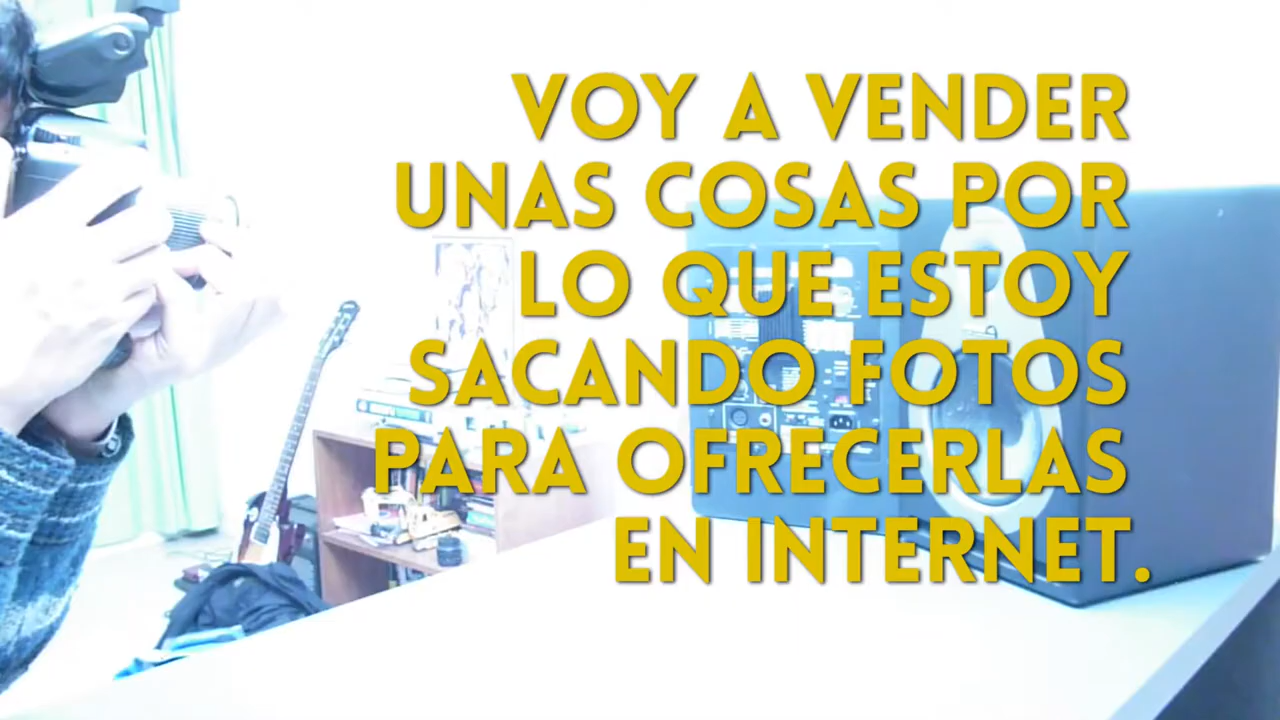 VOY A VENDER
UNAS COSAS POR
LO QUE ESTOY
SACANDO FOTOS
PARA OFRECERLAS
EN INTERNET.